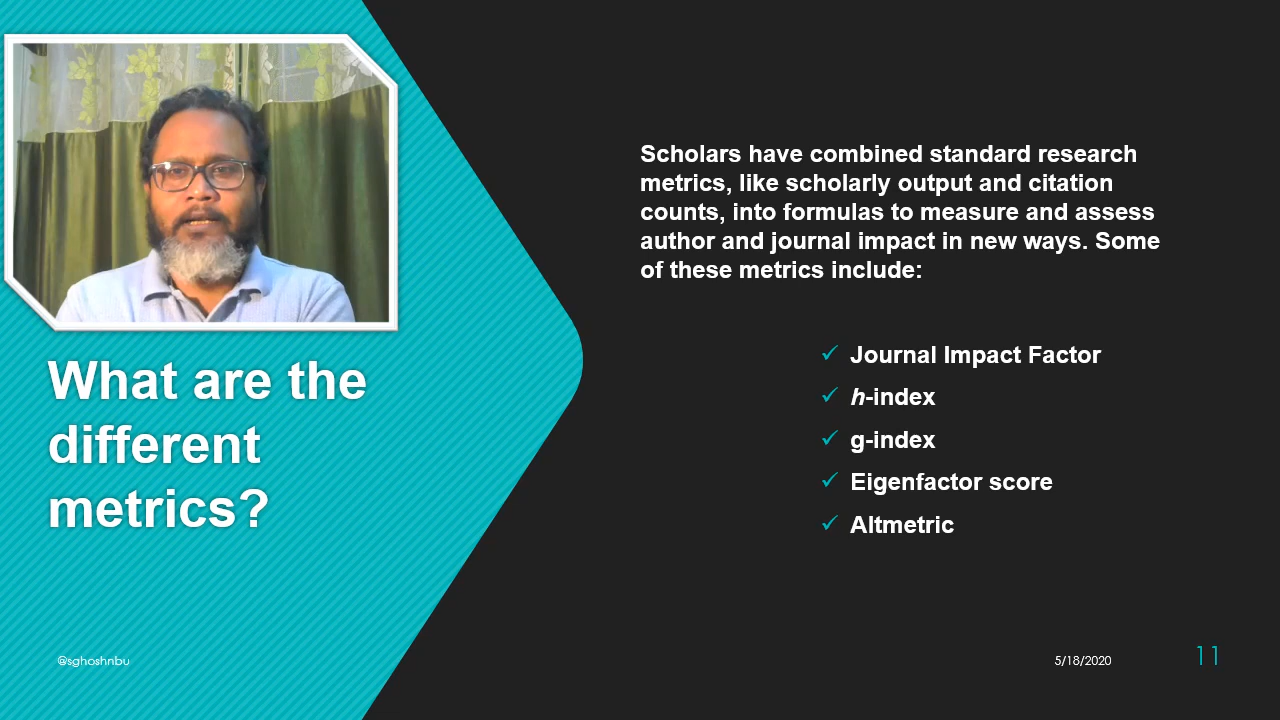 What are the
different
metrics?
Scholars have combined standard research
metrics, like scholarly output and citation
counts, into formulas to measure and assess
author and journal impact in new ways. Some
of these metrics include:
✓ Journal Impact Factor
✓ h-index
✓ g-index
✓ Eigenfactor score
✓ Altmetric
@sghoshnbu
5/18/2020
11